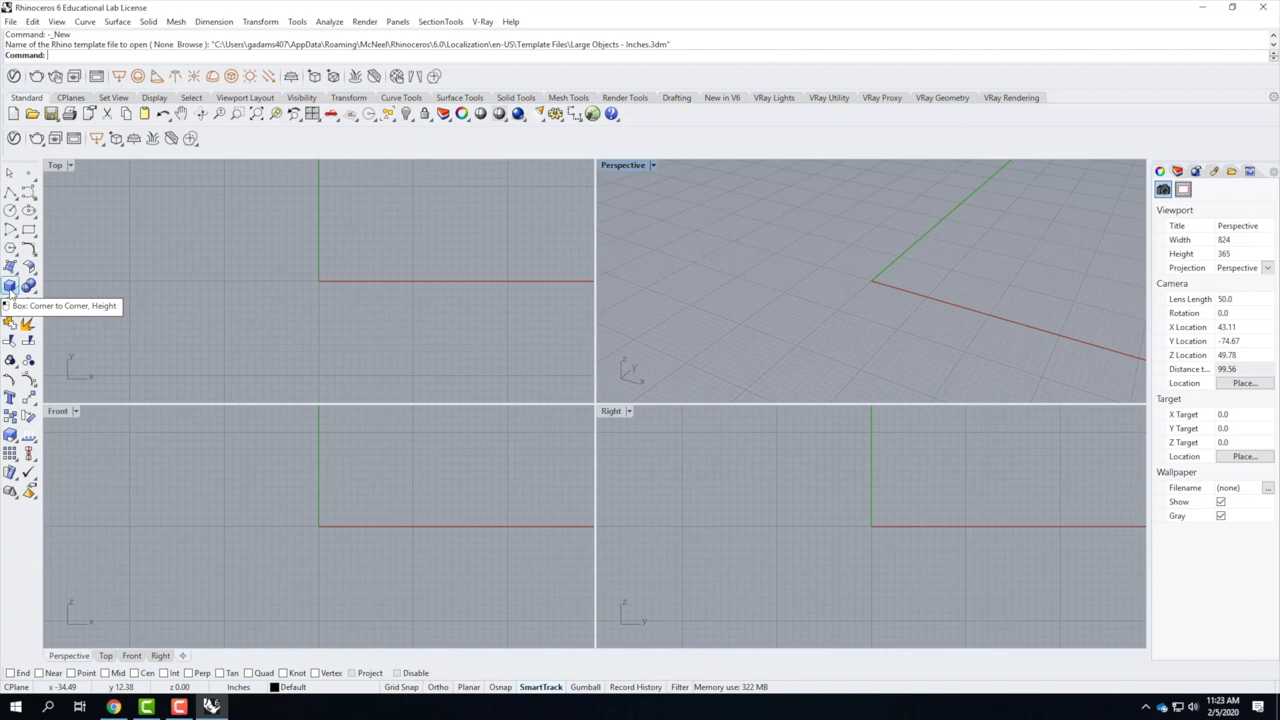 Rhinoceros 6 Educational Lab License
File Edit View Curve Surface Solid Mesh Dimension Transform Tools Analyze Render Panels SectionTools V-Ray Help
Command: -_New
Name of the Rhino template file to open ( None Browse ): "C:\Users\gadams407\AppData\Roaming\McNeel\Rhinoceros\6.0\Localization\en-US\Template Files\Large Objects - Inches.3dm"
Command:
Standard CPlanes Set View Display Select Viewport Layout Visibility Transform Curve Tools Surface Tools Solid Tools Mesh Tools Render Tools Drafting New in V6 VRay Lights VRay Utility VRay Proxy VRay Geometry VRay Rendering
Top
y
x
Perspective
z
y
x
Box: Corner to Corner, Height
Front
z
x
Right
z
y
Viewport
Title Perspective
Width 824
Height 365
Projection Perspective
Camera
Lens Length 50.0
Rotation 0.0
X Location 43.11
Y Location -74.67
Z Location 49.78
Distance t... 99.56
Location Place...
Target
X Target 0.0
Y Target 0.0
Z Target 0.0
Location Place...
Wallpaper
Filename (none) ...
Show
Gray
Perspective Top Front Right
End Near Point Mid Cen Int Perp Tan Quad Knot Vertex Project Disable
CPlane x -34.49 y 12.38 z 0.00 Inches Default Grid Snap Ortho Planar Osnap SmartTrack Gumball Record History Filter Memory use: 322 MB
11:23 AM
2/5/2020